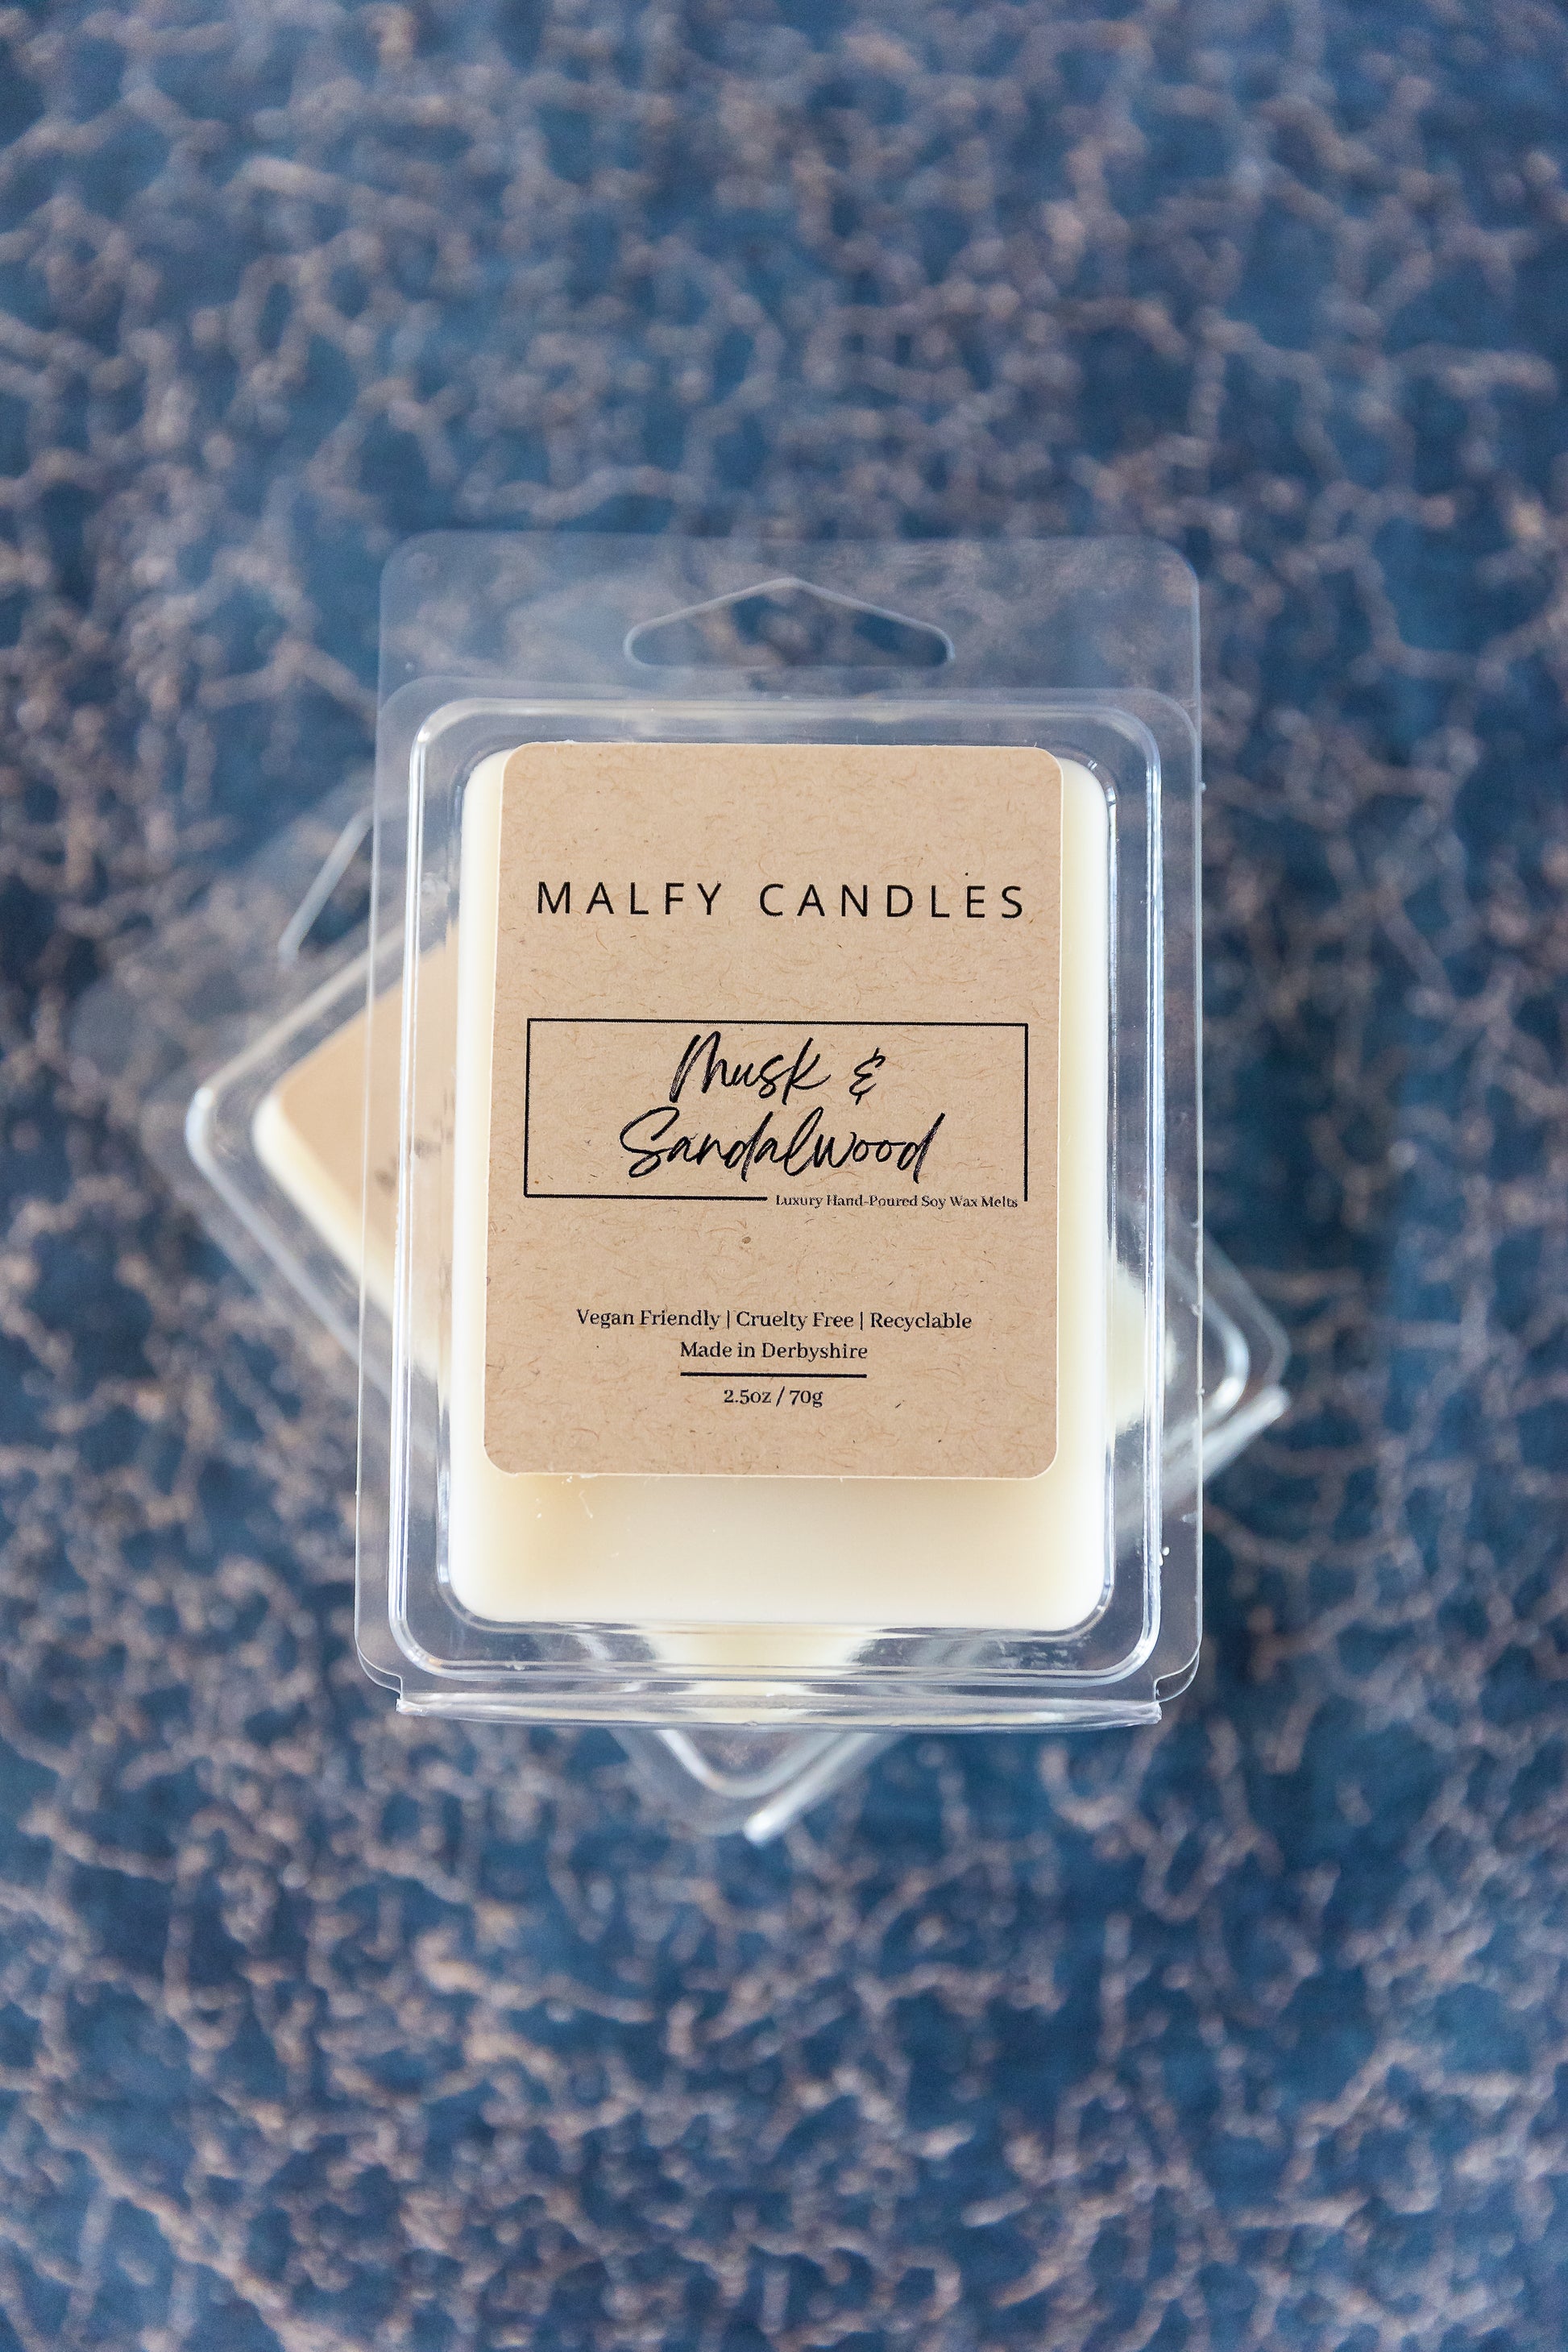 MALFY CANDLES
Musk &
Sandalwood
Luxury Hand-Poured Soy Wax Melts
Vegan Friendly | Cruelty Free | Recyclable
Made in Derbyshire
2.5oz / 70g